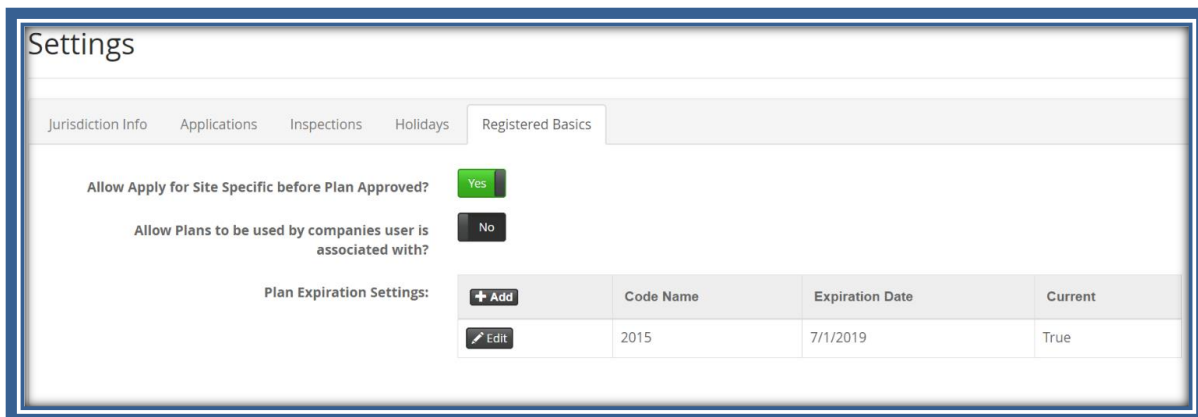 Settings
Jurisdiction Info Applications Inspections Holidays Registered Basics
Allow Apply for Site Specific before Plan Approved? Yes
Allow Plans to be used by companies user is No
associated with?
Plan Expiration Settings: + Add Code Name Expiration Date Current
Edit 2015 7/1/2019 True